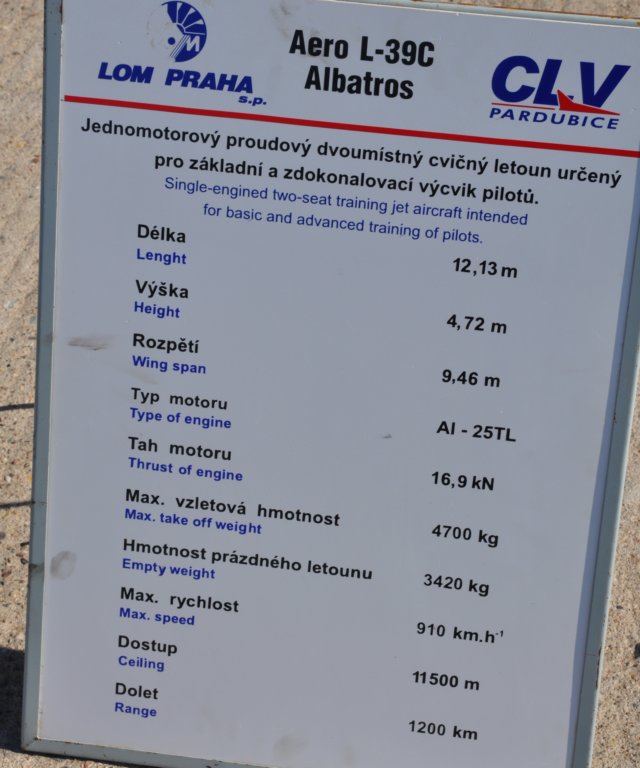 LOM PRAHA
s.p.
Aero L-39C
Albatros
CLV
PARDUBICE
Jednomotorový proudový dvoumístný cvičný letoun určený
pro základní a zdokonalovací výcvik pilotů.
Single-engined two-seat training jet aircraft intended
for basic and advanced training of pilots.
Délka
Lenght
12,13 m
Výška
Height
4,72 m
Rozpětí
Wing span
9,46 m
Typ motoru
Type of engine
AI - 25TL
Tah motoru
Thrust of engine
16,9 kN
Max. vzletová hmotnost
Max. take off weight
4700 kg
Hmotnost prázdného letounu
Empty weight
3420 kg
Max. rychlost
Max. speed
910 km.h⁻¹
Dostup
Ceiling
11500 m
Dolet
Range
1200 km